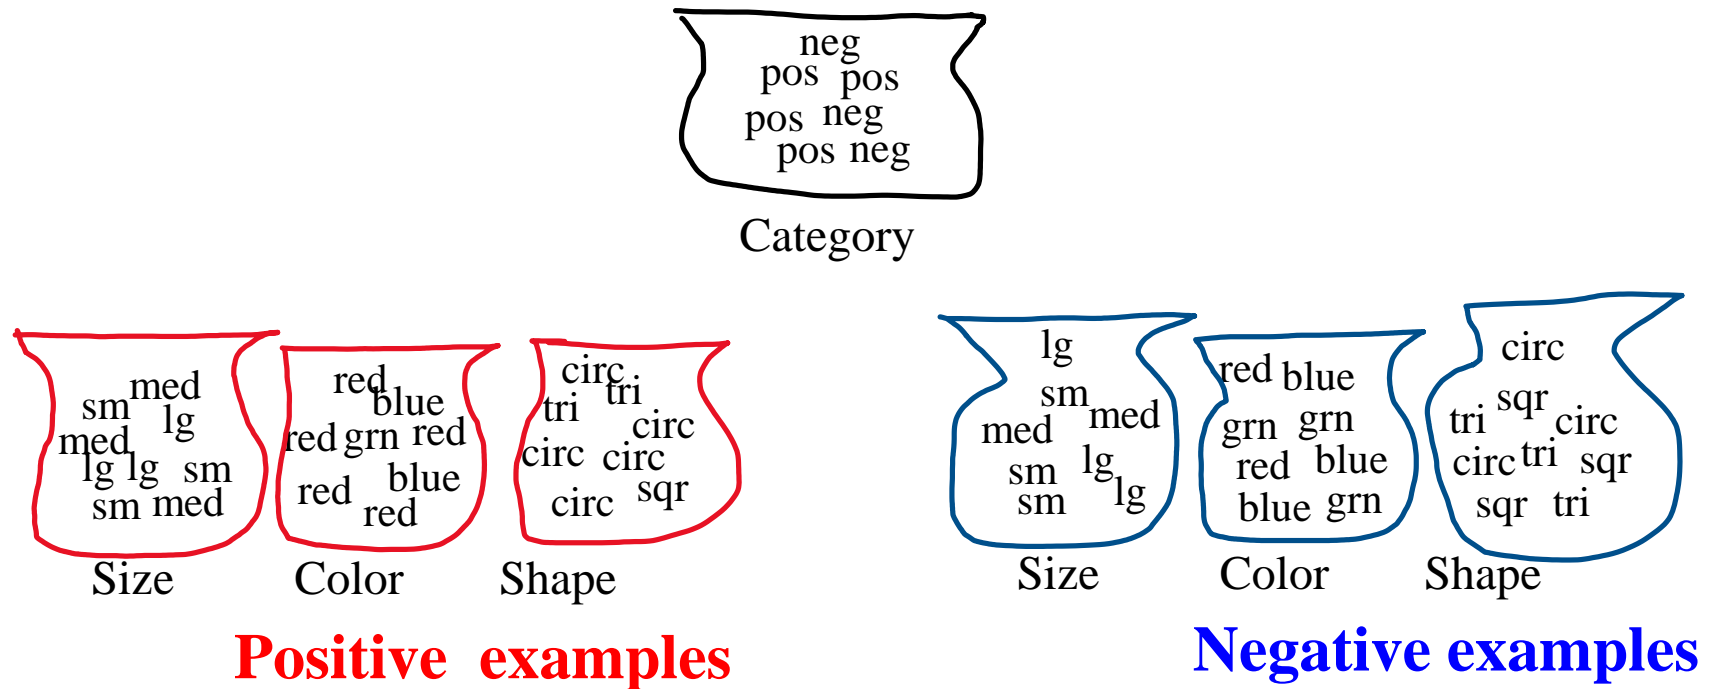 neg
pos pos
pos neg
pos neg
Category
med
sm lg
med
lg lg sm
sm med
Size
red
blue
red grn red
blue
red
red
Color
circ
tri
tri
circ
circ circ
circ sqr
Shape
Positive examples
lg
sm
med med
sm lg
sm lg
Size
red blue
grn grn
red blue
blue grn
Color
circ
sqr
tri circ
circ tri sqr
sqr tri
Shape
Negative examples